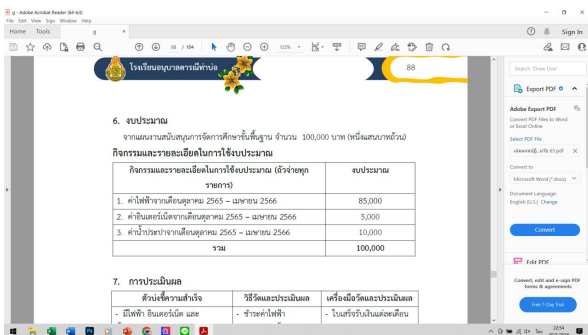 g - Adobe Acrobat Reader (64-bit)
File Edit View Sign Window Help
Home Tools g × Sign In
88 / 104 125%
โรงเรียนอนุบาลดารณีท่าบ่อ 88
6. งบประมาณ
จากแผนงานสนับสนุนการจัดการศึกษาขั้นพื้นฐาน จำนวน 100,000 บาท (หนึ่งแสนบาทถ้วน)
กิจกรรมและรายละเอียดในการใช้งบประมาณ
กิจกรรมและรายละเอียดในการใช้งบประมาณ (ถัวจ่ายทุกรายการ) งบประมาณ
1. ค่าไฟฟ้าจากเดือนตุลาคม 2565 – เมษายน 2566 85,000
2. ค่าอินเตอร์เน็ตจากเดือนตุลาคม 2565 – เมษายน 2566 5,000
3. ค่าน้ำประปาจากเดือนตุลาคม 2565 – เมษายน 2566 10,000
รวม 100,000
7. การประเมินผล
ตัวบ่งชี้ความสำเร็จ วิธีวัดและประเมินผล เครื่องมือวัดและประเมินผล
- มีไฟฟ้า อินเตอร์เน็ต และ - ชำระค่าไฟฟ้า - ใบเสร็จรับเงินแต่ละเดือน
Search 'Draw Line'
Export PDF
Adobe Export PDF
Convert PDF Files to Word
or Excel Online
Select PDF File
Convert to
Microsoft Word (*.docx)
Document Language:
English (U.S.) Change
Convert
Edit PDF
Convert, edit and e-sign PDF
forms & agreements
Free 7-Day Trial
22:54